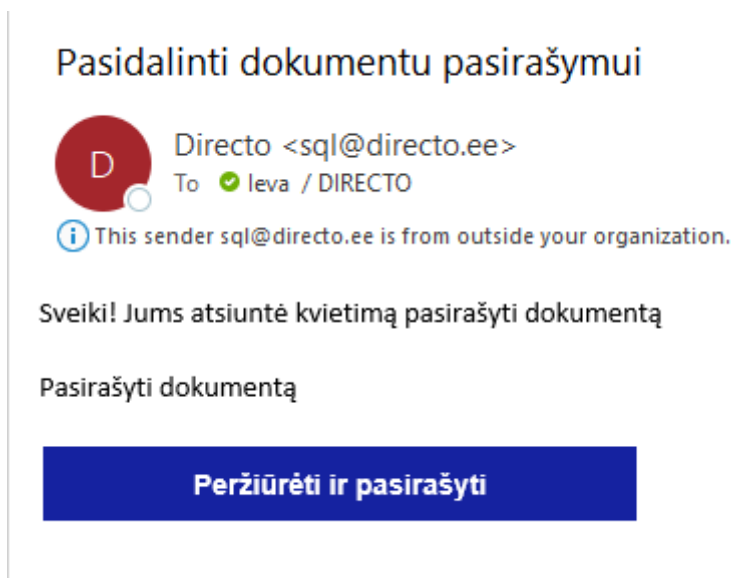 Pasidalinti dokumentu pasirašymui
D
Directo <sql@directo.ee>
To Ieva / DIRECTO
This sender sql@directo.ee is from outside your organization.
Sveiki! Jums atsiuntė kvietimą pasirašyti dokumentą
Pasirašyti dokumentą
Peržiūrėti ir pasirašyti